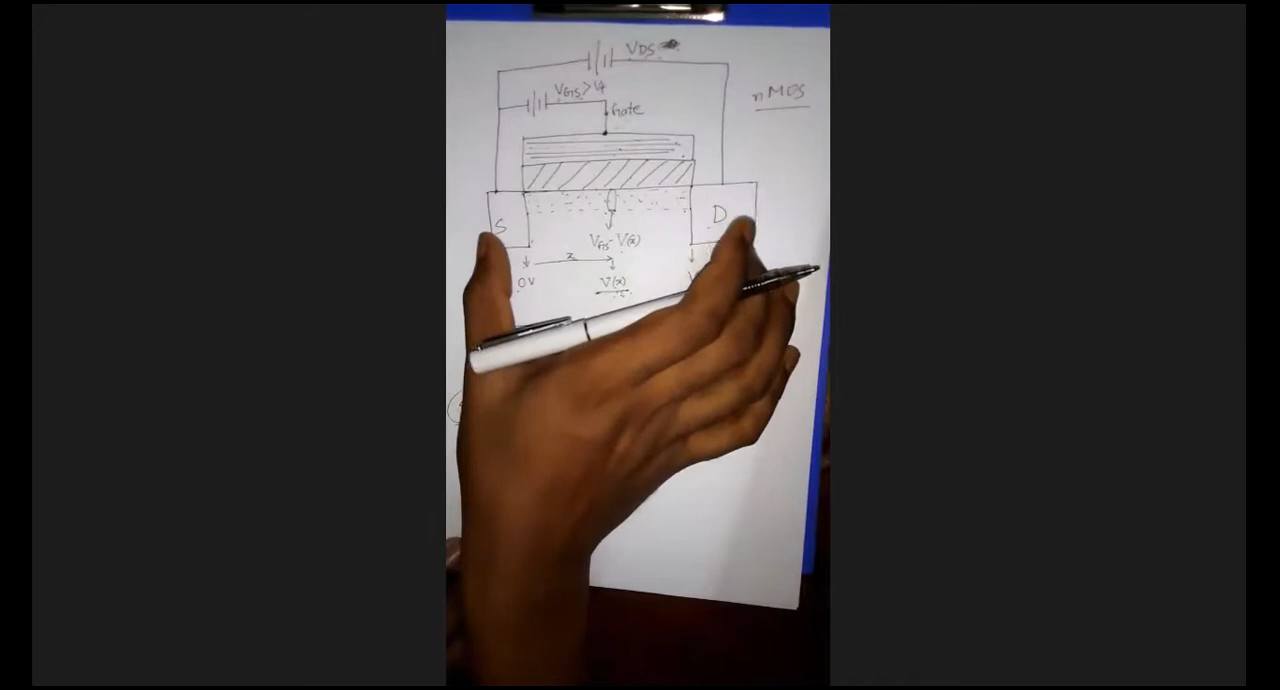 VDS
VGS > Vt
nMOS
Gate
S
D
VGS - V(x)
x
0V
V(x)
V